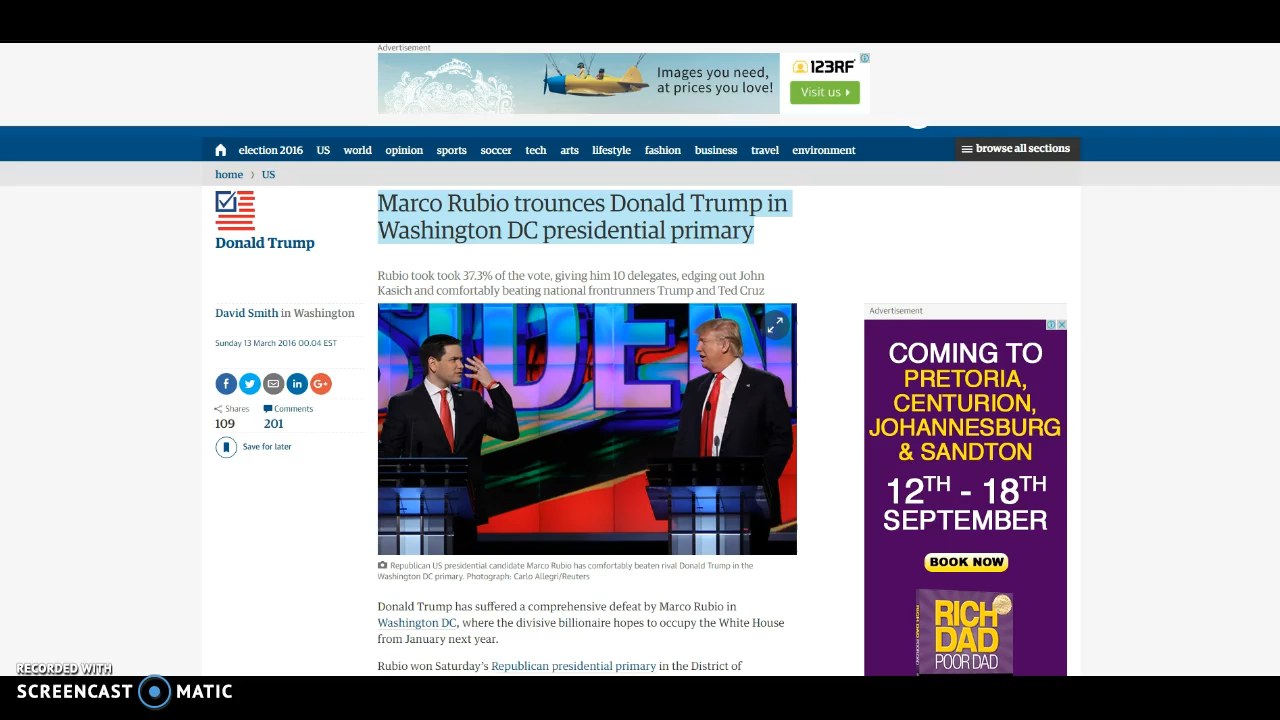 Advertisement
Images you need,
at prices you love!
123RF
Visit us
election 2016 US world opinion sports soccer tech arts lifestyle fashion business travel environment browse all sections
home US
Marco Rubio trounces Donald Trump in
Washington DC presidential primary
Donald Trump
Rubio took took 37.3% of the vote, giving him 10 delegates, edging out John
Kasich and comfortably beating national frontrunners Trump and Ted Cruz
David Smith in Washington
Sunday 13 March 2016 00.04 EST
Shares Comments
109 201
Save for later
SIDEN
Republican US presidential candidate Marco Rubio has comfortably beaten rival Donald Trump in the
Washington DC primary. Photograph: Carlo Allegri/Reuters
Donald Trump has suffered a comprehensive defeat by Marco Rubio in
Washington DC, where the divisive billionaire hopes to occupy the White House
from January next year.
Rubio won Saturday's Republican presidential primary in the District of
Advertisement
COMING TO
PRETORIA,
CENTURION,
JOHANNESBURG
& SANDTON
12TH - 18TH
SEPTEMBER
BOOK NOW
RICH
DAD
POOR DAD
RECORDED WITH
SCREENCAST MATIC